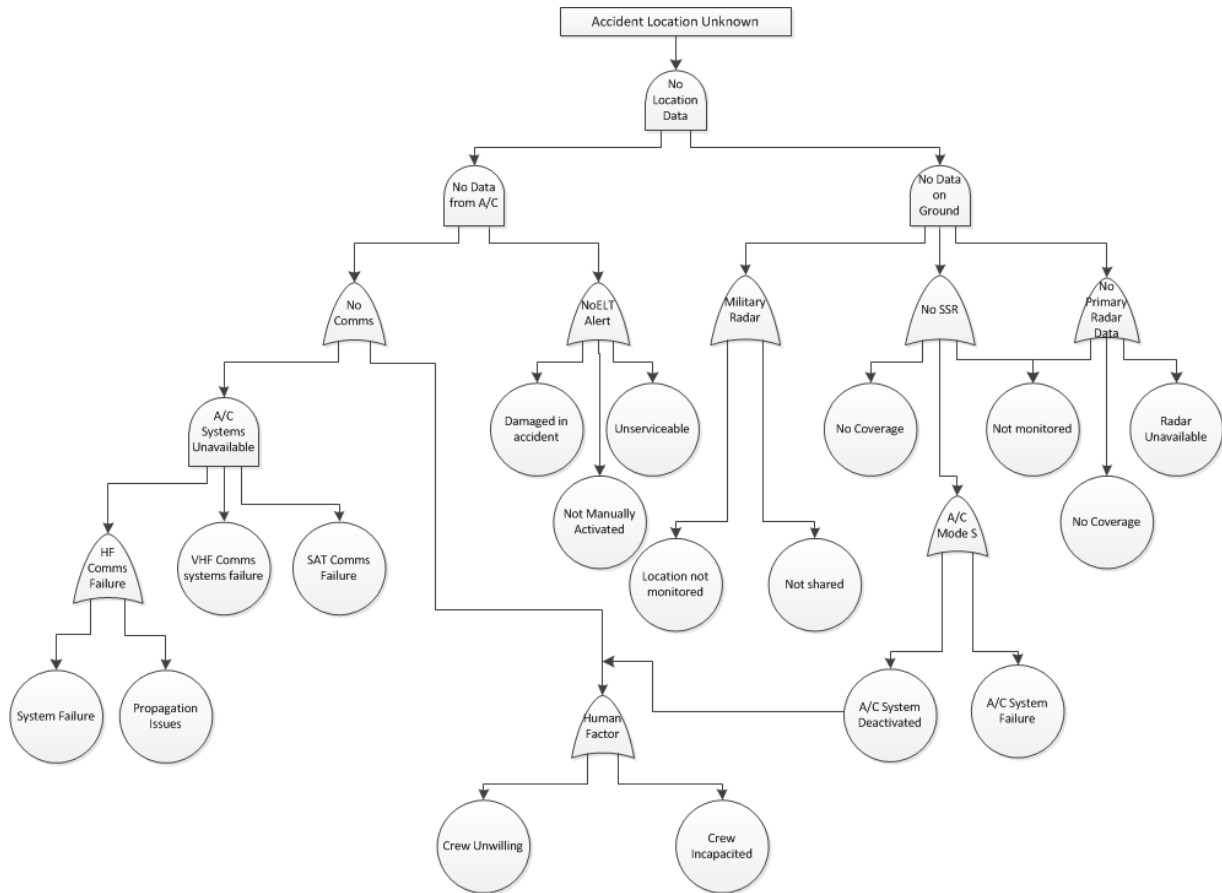 Accident Location Unknown
No
Location
Data
No Data
from A/C
No Data
on
Ground
No
Comms
NoELT
Alert
Military
Radar
No SSR
No
Primary
Radar
Data
A/C
Systems
Unavailable
Damaged in
accident
Unserviceable
No Coverage
Not monitored
Radar
Unavailable
Not Manually
Activated
No Coverage
A/C
Mode S
HF
Comms
Failure
VHF Comms
systems failure
SAT Comms
Failure
Location not
monitored
Not shared
System Failure
Propagation
Issues
Human
Factor
A/C System
Deactivated
A/C System
Failure
Crew Unwilling
Crew
Incapacited